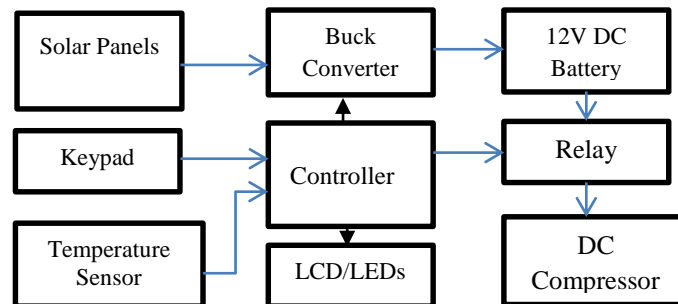 Solar Panels
Buck
Converter
12V DC
Battery
Keypad
Controller
Relay
Temperature
Sensor
LCD/LEDs
DC
Compressor